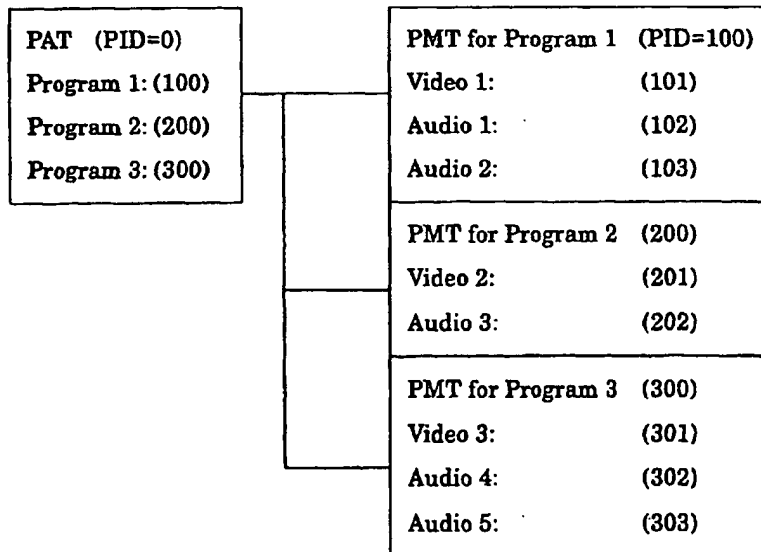 PAT (PID=0)
Program 1: (100)
Program 2: (200)
Program 3: (300)
PMT for Program 1 (PID=100)
Video 1: (101)
Audio 1: (102)
Audio 2: (103)
PMT for Program 2 (200)
Video 2: (201)
Audio 3: (202)
PMT for Program 3 (300)
Video 3: (301)
Audio 4: (302)
Audio 5: (303)